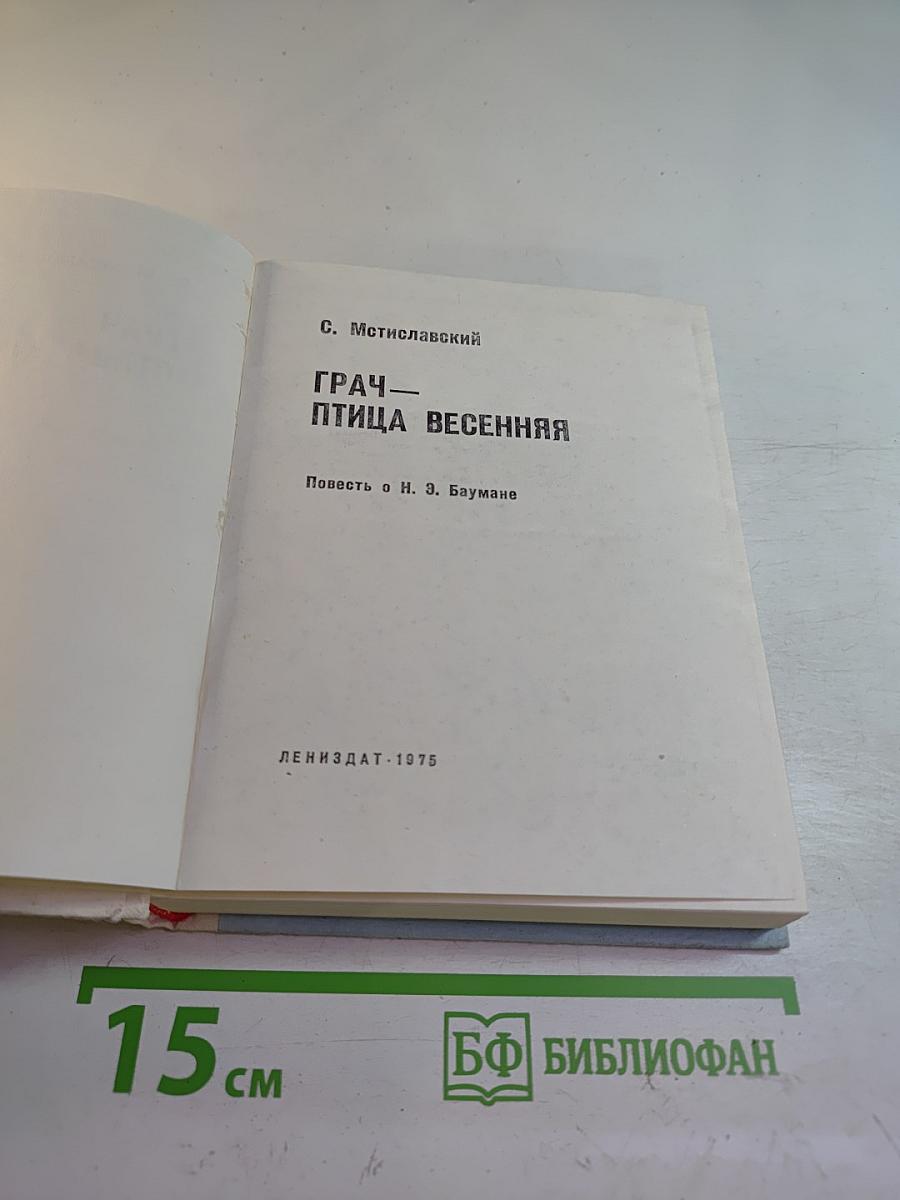 С. Мстиславский
ГРАЧ—
ПТИЦА ВЕСЕННЯЯ
Повесть о Н. Э. Баумане
ЛЕНИЗДАТ · 1975
15 см
БФ БИБЛИОФАН